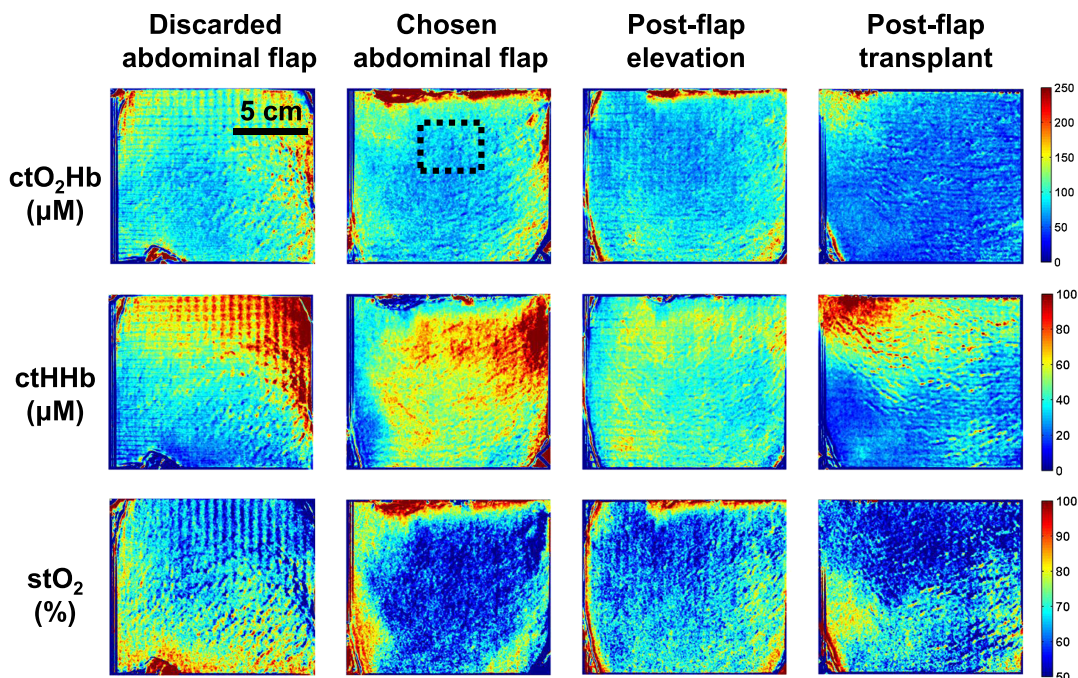 Discarded abdominal flap
Chosen abdominal flap
Post-flap elevation
Post-flap transplant
5 cm
ctO₂Hb (µM)
250
200
150
100
50
0
ctHHb (µM)
100
80
60
40
20
0
stO₂ (%)
100
90
80
70
60
50